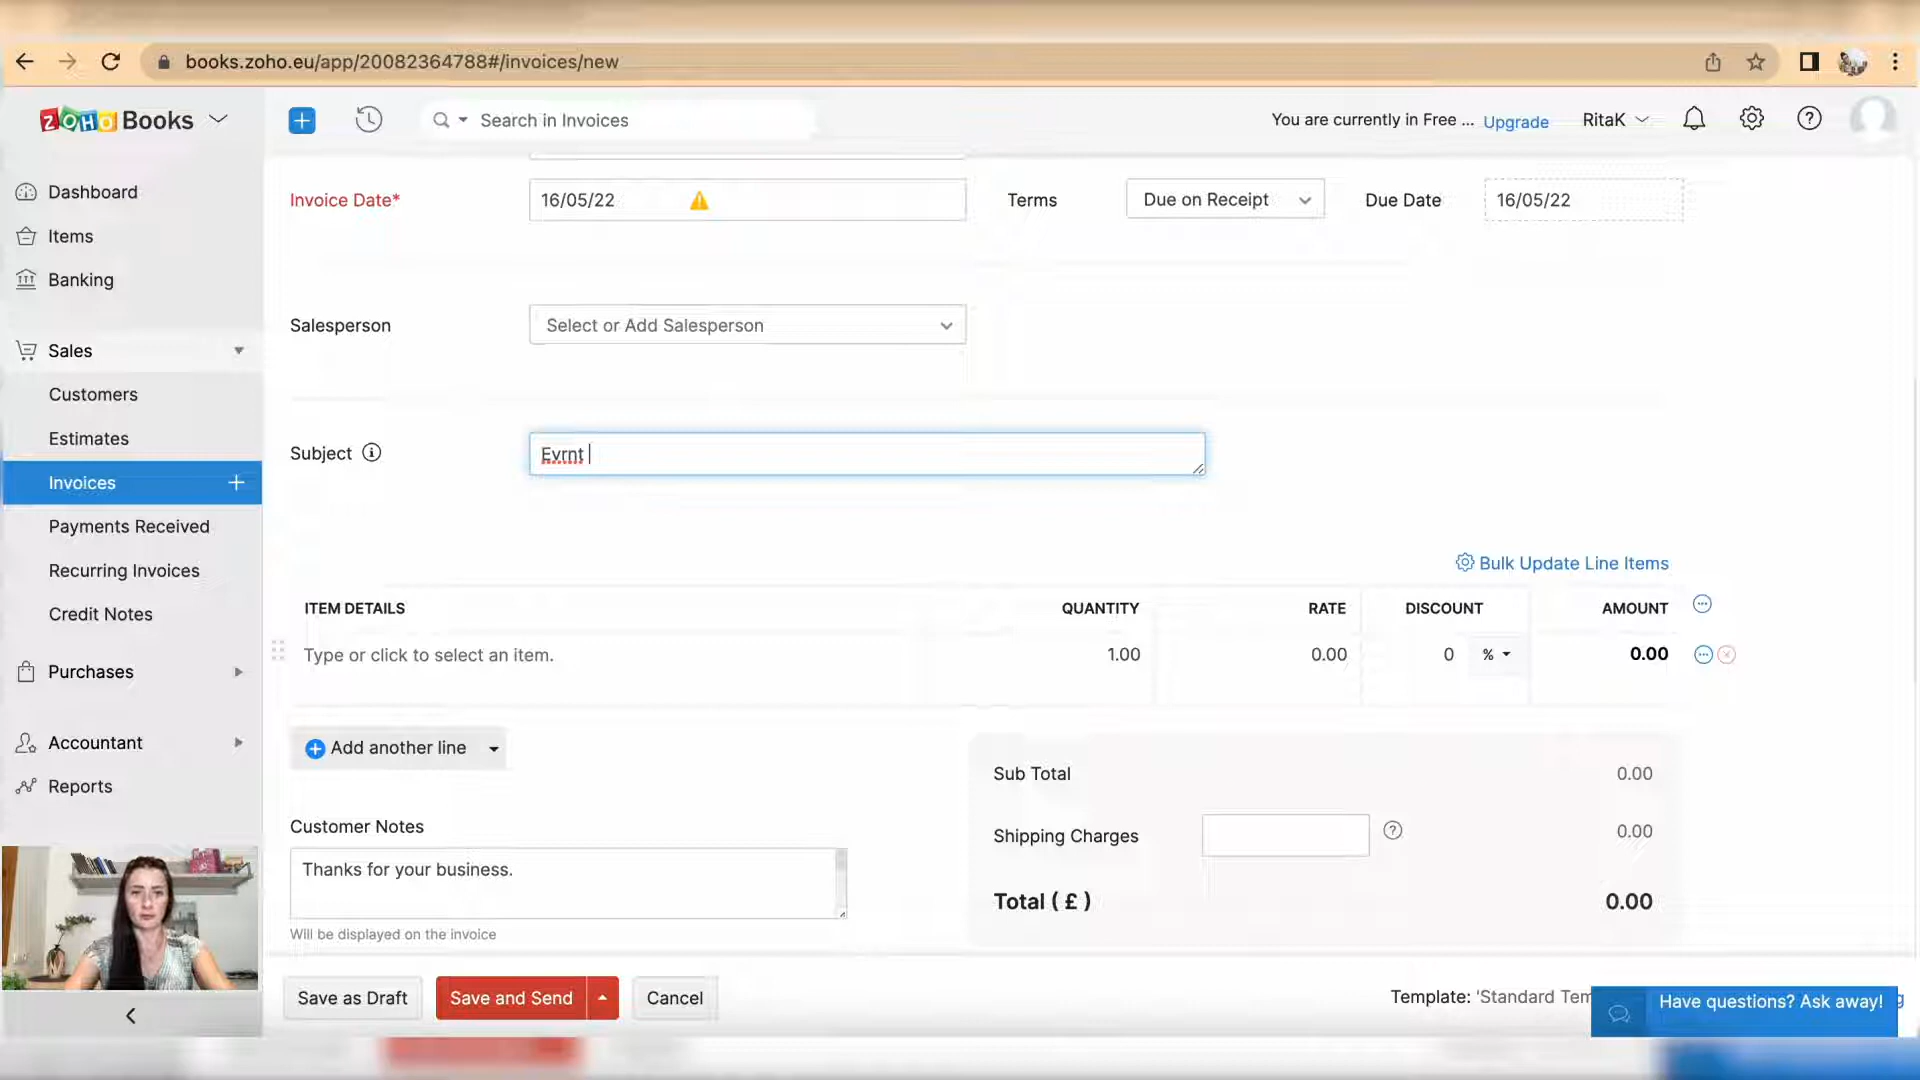 books.zoho.eu/app/20082364788#/invoices/new
ZOHO Books
Search in Invoices
You are currently in Free ... Upgrade
RitaK
Dashboard
Items
Banking
Sales
Customers
Estimates
Invoices
Payments Received
Recurring Invoices
Credit Notes
Purchases
Accountant
Reports
Invoice Date*
16/05/22
Terms
Due on Receipt
Due Date
16/05/22
Salesperson
Select or Add Salesperson
Subject
Evrnt
Bulk Update Line Items
ITEM DETAILS QUANTITY RATE DISCOUNT AMOUNT
Type or click to select an item. 1.00 0.00 0 % 0.00
Add another line
Sub Total 0.00
Shipping Charges 0.00
Total ( £ ) 0.00
Customer Notes
Thanks for your business.
Will be displayed on the invoice
Save as Draft
Save and Send
Cancel
Template: 'Standard Tem
Have questions? Ask away!